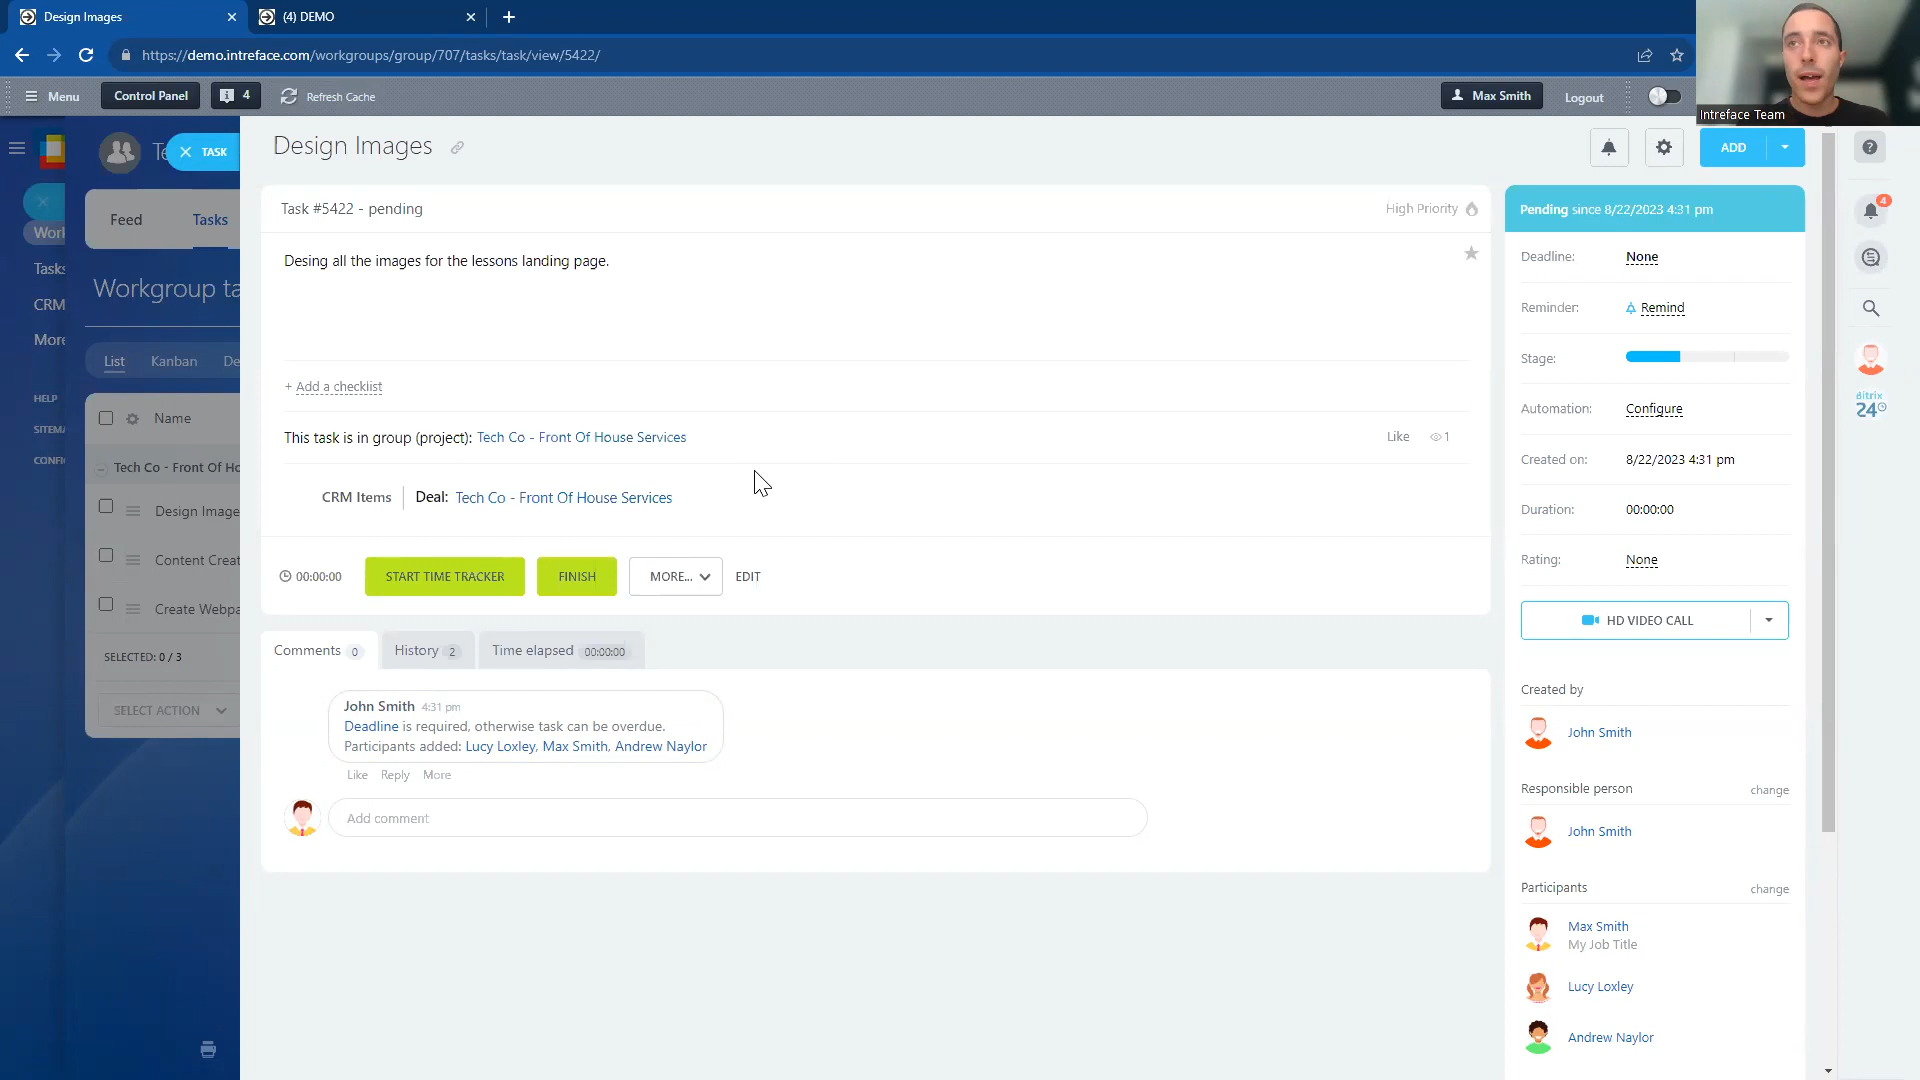 Design Images
(4) DEMO
https://demo.intreface.com/workgroups/group/707/tasks/task/view/5422/
Menu
Control Panel
4
Refresh Cache
Max Smith
Logout
Intreface Team
TASK
Design Images
ADD
Work
Tasks
CRM
More
HELP
SITEMA
CONFI
Feed
Tasks
Workgroup ta
List
Kanban
De
Name
Tech Co - Front Of Ho
Design Image
Content Creat
Create Webpa
SELECTED: 0 / 3
SELECT ACTION
Task #5422 - pending
High Priority
Desing all the images for the lessons landing page.
+ Add a checklist
This task is in group (project): Tech Co - Front Of House Services
Like
1
CRM Items
Deal: Tech Co - Front Of House Services
00:00:00
START TIME TRACKER
FINISH
MORE...
EDIT
Comments 0
History 2
Time elapsed 00:00:00
John Smith 4:31 pm
Deadline is required, otherwise task can be overdue.
Participants added: Lucy Loxley, Max Smith, Andrew Naylor
Like Reply More
Add comment
Pending since 8/22/2023 4:31 pm
Deadline: None
Reminder: Remind
Stage:
Automation: Configure
Created on: 8/22/2023 4:31 pm
Duration: 00:00:00
Rating: None
HD VIDEO CALL
Created by
John Smith
Responsible person change
John Smith
Participants change
Max Smith
My Job Title
Lucy Loxley
Andrew Naylor
4
Bitrix
24